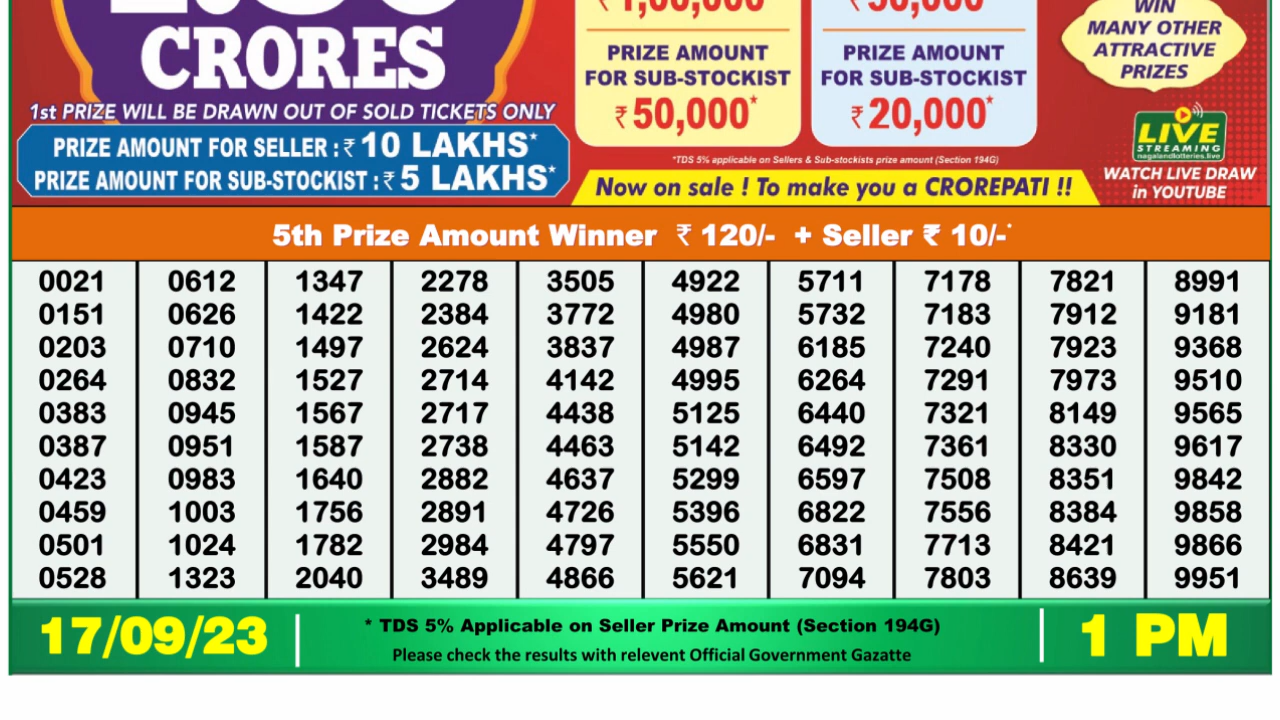 CRORES
1st PRIZE WILL BE DRAWN OUT OF SOLD TICKETS ONLY
PRIZE AMOUNT FOR SELLER : ₹ 10 LAKHS*
PRIZE AMOUNT FOR SUB-STOCKIST : ₹ 5 LAKHS*
PRIZE AMOUNT
FOR SUB-STOCKIST
₹ 50,000*
PRIZE AMOUNT
FOR SUB-STOCKIST
₹ 20,000*
*TDS 5% applicable on Sellers & Sub-stockists prize amount (Section 194G)
Now on sale ! To make you a CROREPATI !!
WIN
MANY OTHER
ATTRACTIVE
PRIZES
LIVE
STREAMING
nagalandlotteries.live
WATCH LIVE DRAW
in YOUTUBE
5th Prize Amount Winner ₹ 120/- + Seller ₹ 10/-*
0021 0612 1347 2278 3505 4922 5711 7178 7821 8991
0151 0626 1422 2384 3772 4980 5732 7183 7912 9181
0203 0710 1497 2624 3837 4987 6185 7240 7923 9368
0264 0832 1527 2714 4142 4995 6264 7291 7973 9510
0383 0945 1567 2717 4438 5125 6440 7321 8149 9565
0387 0951 1587 2738 4463 5142 6492 7361 8330 9617
0423 0983 1640 2882 4637 5299 6597 7508 8351 9842
0459 1003 1756 2891 4726 5396 6822 7556 8384 9858
0501 1024 1782 2984 4797 5550 6831 7713 8421 9866
0528 1323 2040 3489 4866 5621 7094 7803 8639 9951
17/09/23
* TDS 5% Applicable on Seller Prize Amount (Section 194G)
Please check the results with relevent Official Government Gazatte
1 PM